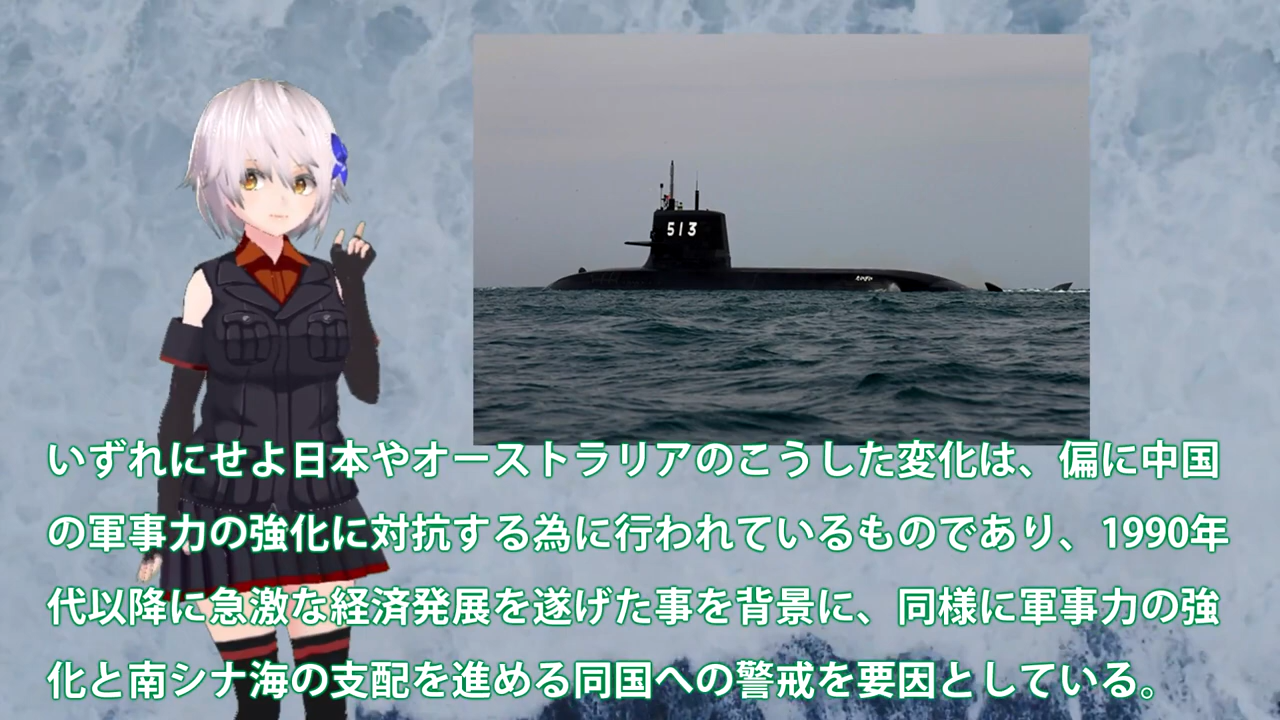 513
いずれにせよ日本やオーストラリアのこうした変化は、偏に中国
の軍事力の強化に対抗する為に行われているものであり、1990年
代以降に急激な経済発展を遂げた事を背景に、同様に軍事力の強
化と南シナ海の支配を進める同国への警戒を要因としている。